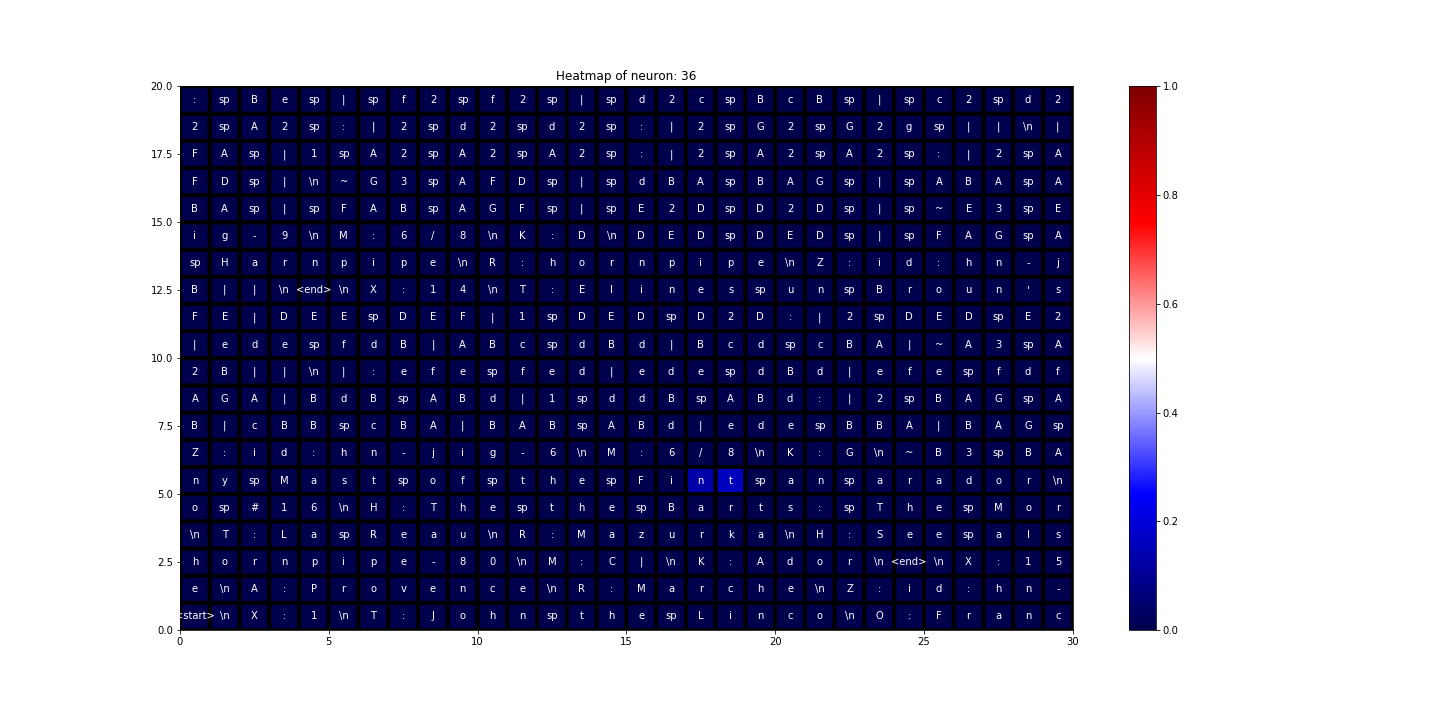 Heatmap of neuron: 36
20.0 : sp B e sp | sp f 2 sp f 2 sp | sp d 2 c sp B c B sp | sp c 2 sp d 2 1.0
2 sp A 2 sp : | 2 sp d 2 sp d 2 sp : | 2 sp G 2 sp G 2 g sp | | \n |
17.5 F A sp | 1 sp A 2 sp A 2 sp A 2 sp : | 2 sp A 2 sp A 2 sp : | 2 sp A
F D sp | \n ~ G 3 sp A F D sp | sp d B A sp B A G sp | sp A B A sp A 0.8
15.0 B A sp | sp F A B sp A G F sp | sp E 2 D sp D 2 D sp | sp ~ E 3 sp E
i g - 9 \n M : 6 / 8 \n K : D \n D E D sp D E D sp | sp F A G sp A
sp H a r n p i p e \n R : h o r n p i p e \n Z : i d : h n - j 0.6
12.5 B | | \n <end> \n X : 1 4 \n T : E l i n e s sp u n sp B r o u n ' s
F E | D E E sp D E F | 1 sp D E D sp D 2 D : | 2 sp D E D sp E 2
10.0 | e d e sp f d B | A B c sp d B d | B c d sp c B A | ~ A 3 sp A
2 B | | \n | : e f e sp f e d | e d e sp d B d | e f e sp f d f 0.4
A G A | B d B sp A B d | 1 sp d d B sp A B d : | 2 sp B A G sp A
7.5 B | c B B sp c B A | B A B sp A B d | e d e sp B B A | B A G sp
Z : i d : h n - j i g - 6 \n M : 6 / 8 \n K : G \n ~ B 3 sp B A
5.0 n y sp M a s t sp o f sp t h e sp F i n t sp a n sp a r a d o r \n 0.2
o sp # 1 6 \n H : T h e sp t h e sp B a r t s : sp T h e sp M o r
\n T : L a sp R e a u \n R : M a z u r k a \n H : S e e sp a l s
2.5 h o r n p i p e - 8 0 \n M : C | \n K : A d o r \n <end> \n X : 1 5
e \n A : P r o v e n c e \n R : M a r c h e \n Z : i d : h n -
0.0 <start> \n X : 1 \n T : J o h n sp t h e sp L i n c o \n O : F r a n c 0.0
0 5 10 15 20 25 30